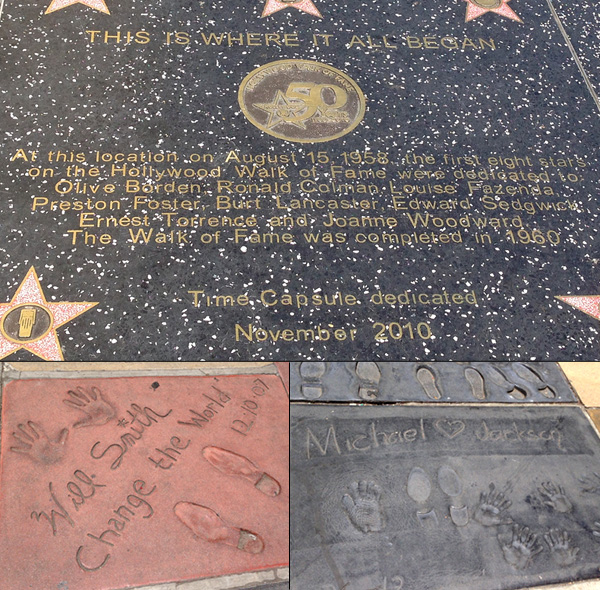 THIS IS WHERE IT ALL BEGAN
50
At this location on August 15, 1958, the first eight stars
on the Hollywood Walk of Fame were dedicated to:
Olive Borden, Ronald Colman, Louise Fazenda,
Preston Foster, Burt Lancaster, Edward Sedgwick,
Ernest Torrence and Joanne Woodward.
The Walk of Fame was completed in 1960.
Time Capsule dedicated
November 2010
Will Smith
Change the World
12·10·07
Michael ♡ Jackson